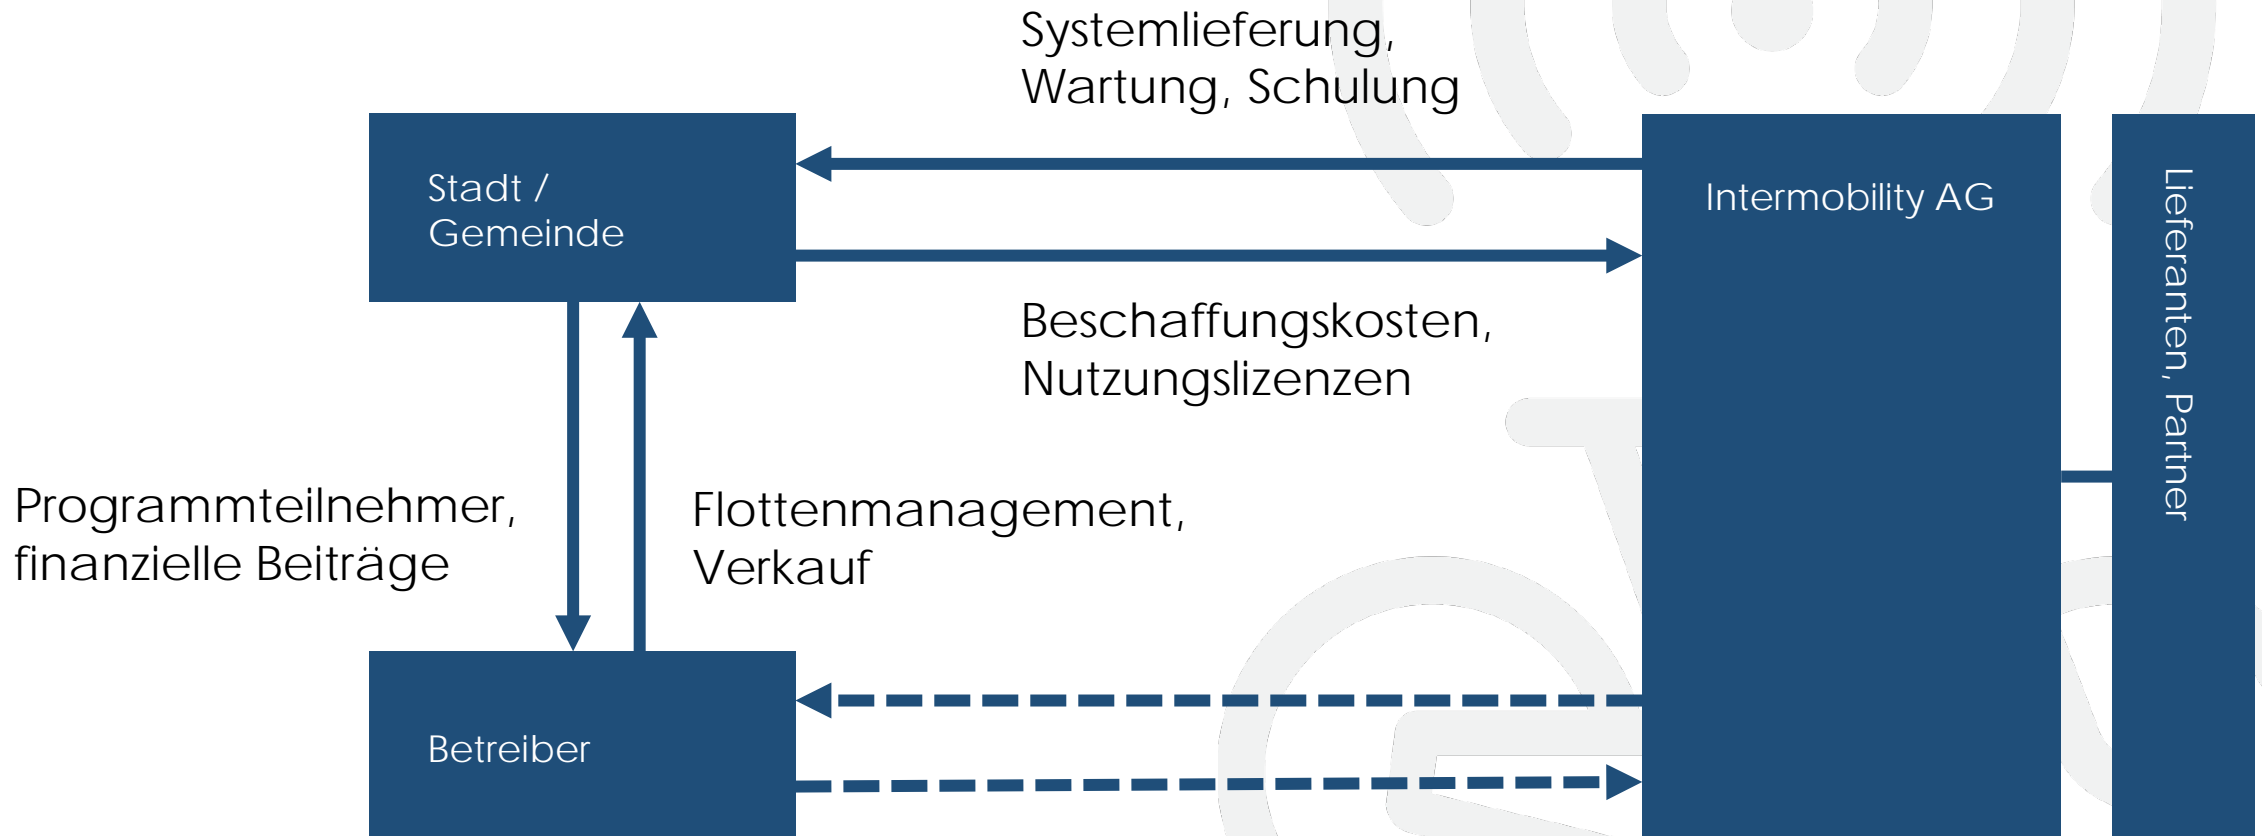 Systemlieferung,
Wartung, Schulung
Stadt /
Gemeinde
Intermobility AG
Lieferanten, Partner
Beschaffungskosten,
Nutzungslizenzen
Programmteilnehmer,
finanzielle Beiträge
Flottenmanagement,
Verkauf
Betreiber